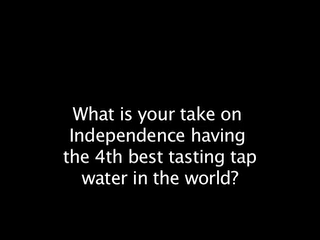 What is your take on
Independence having
the 4th best tasting tap
water in the world?